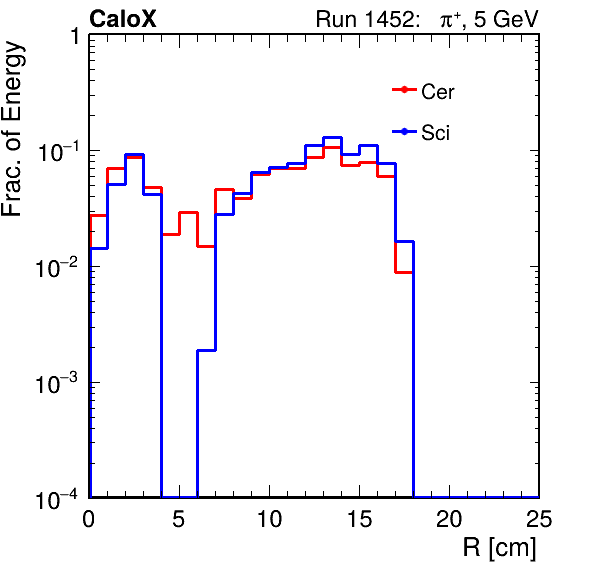 CaloX Run 1452: π⁺, 5 GeV
Frac. of Energy
1
10⁻¹
10⁻²
10⁻³
10⁻⁴
Cer
Sci
0 5 10 15 20 25
R [cm]